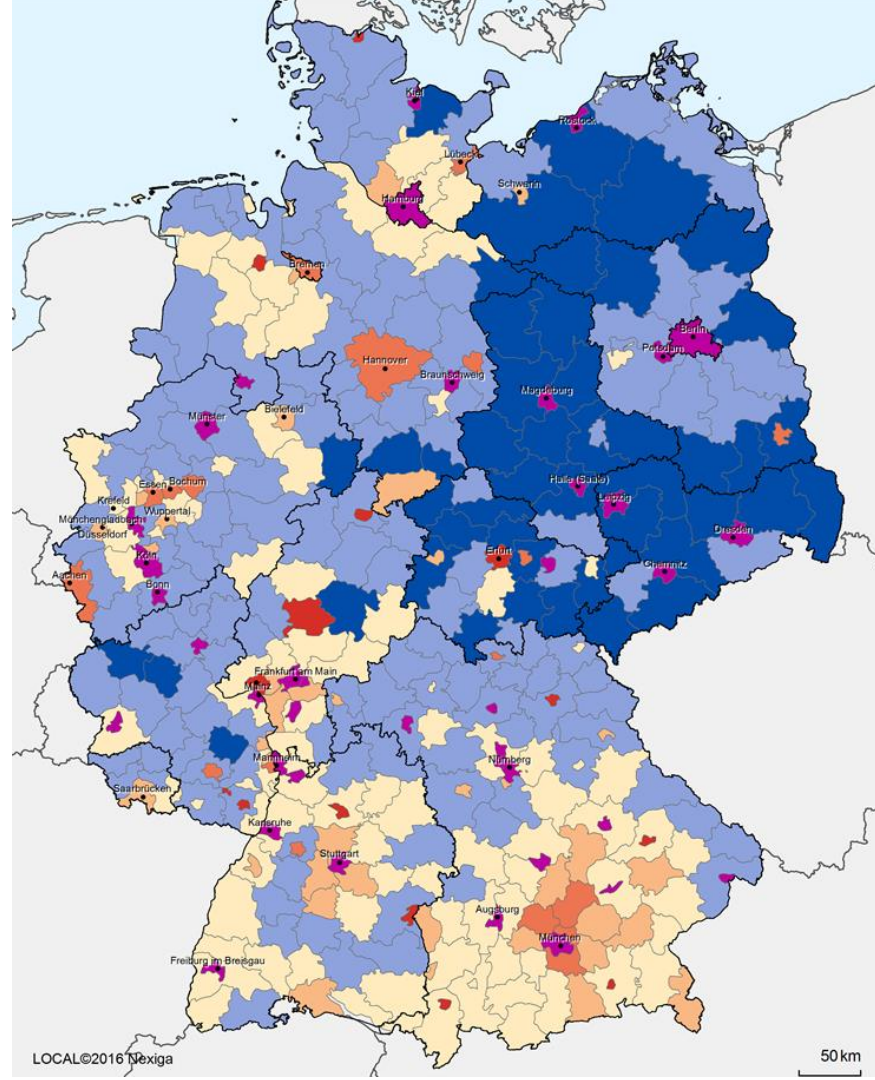 Kiel
Rostock
Lübeck
Schwerin
Hamburg
Bremen
Berlin
Hannover
Potsdam
Braunschweig
Magdeburg
Münster
Bielefeld
Halle (Saale)
Essen
Bochum
Leipzig
Krefeld
Wuppertal
Mönchengladbach
Düsseldorf
Dresden
Erfurt
Köln
Chemnitz
Aachen
Bonn
Frankfurt am Main
Mainz
Mannheim
Nürnberg
Saarbrücken
Karlsruhe
Stuttgart
Augsburg
München
Freiburg im Breisgau
LOCAL©2016 Nexiga
50 km